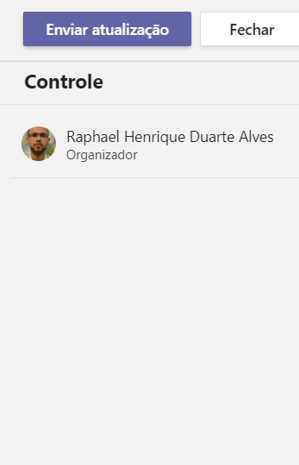 Enviar atualização
Fechar
Controle
Raphael Henrique Duarte Alves
Organizador